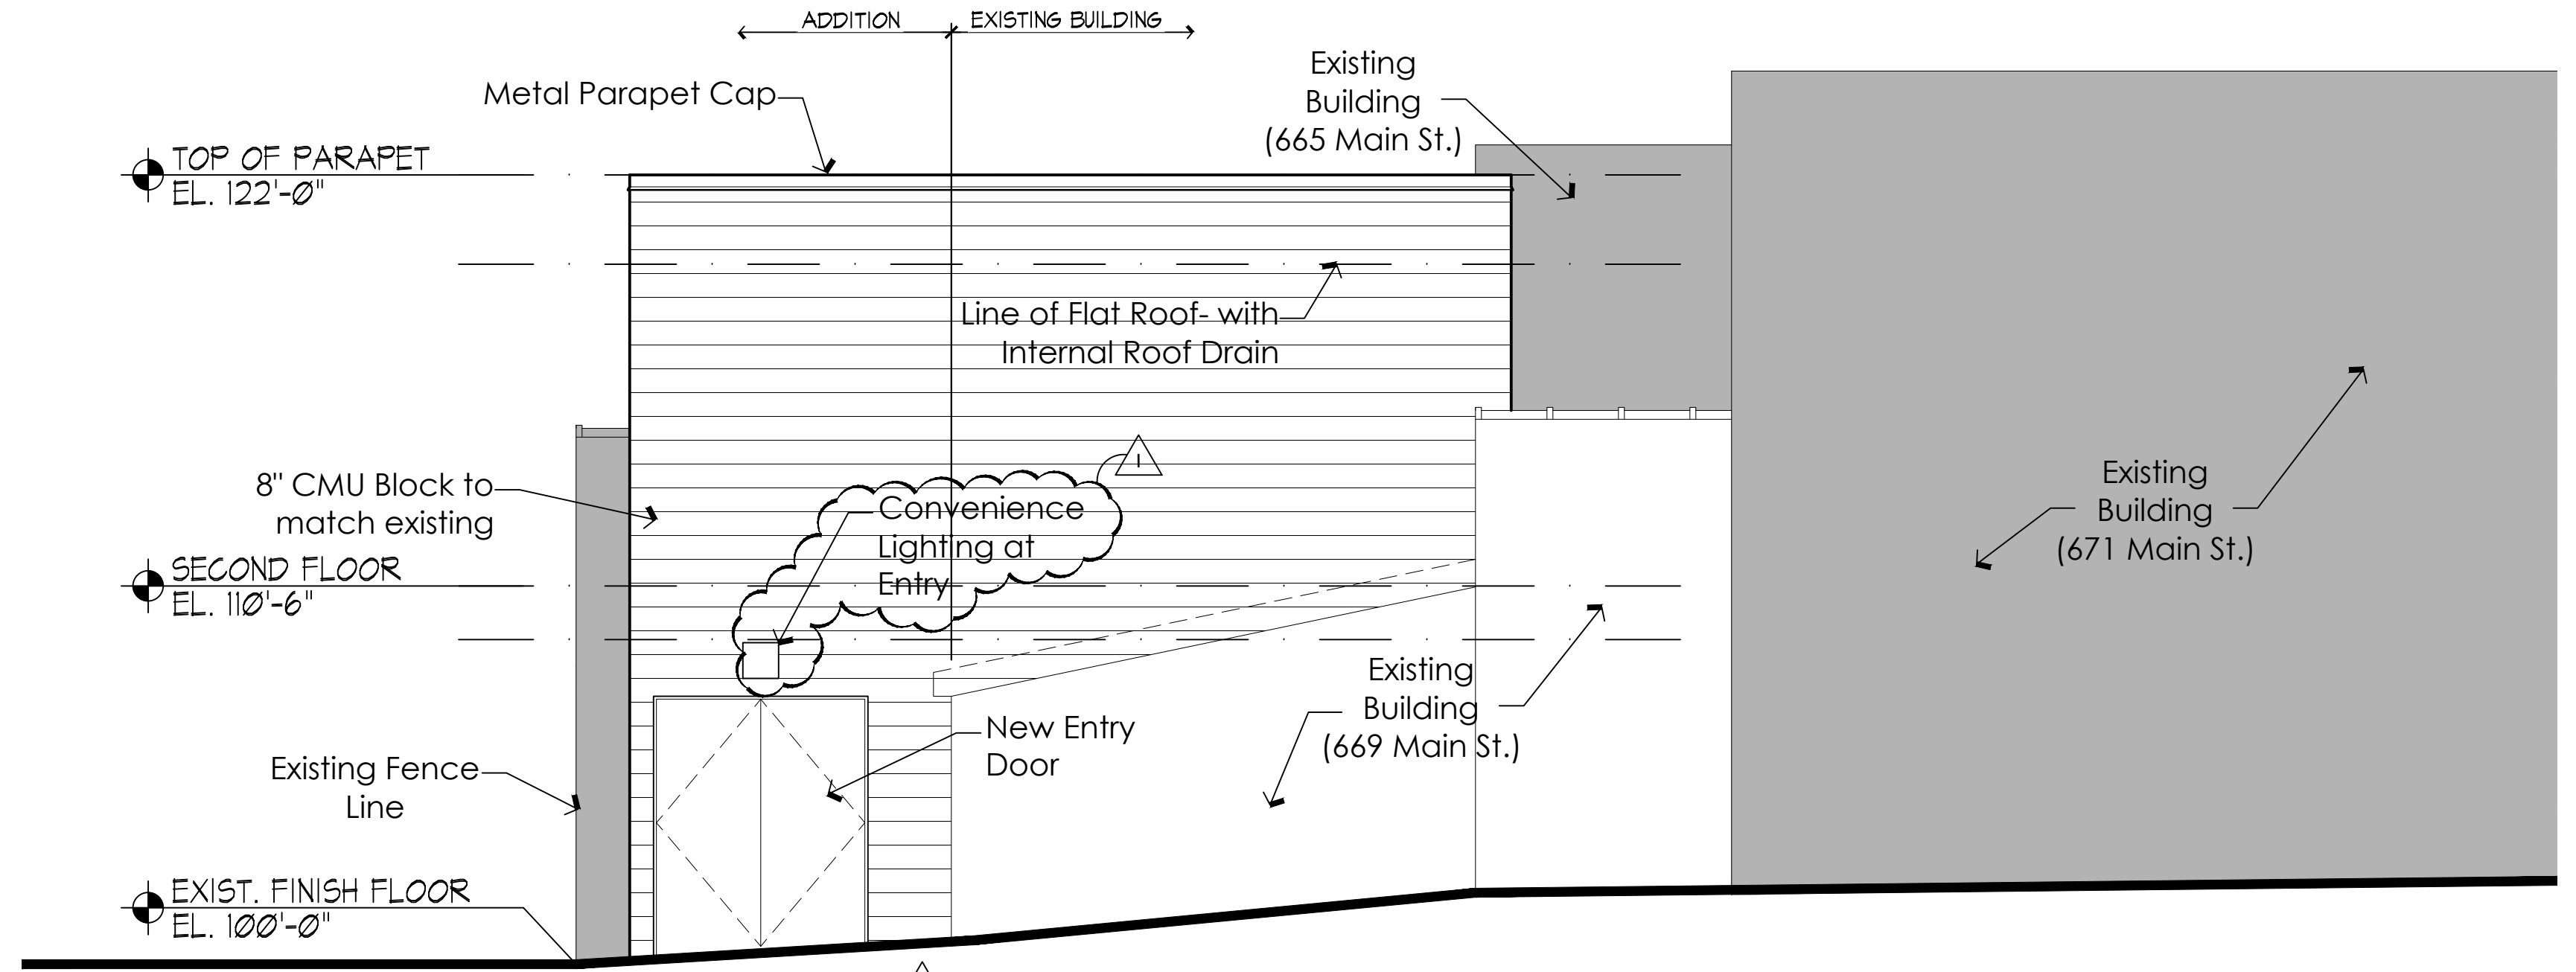 ADDITION
EXISTING BUILDING
Metal Parapet Cap
Existing
Building
(665 Main St.)
TOP OF PARAPET
EL. 122'-0"
Line of Flat Roof- with
Internal Roof Drain
1
8" CMU Block to
match existing
Convenience
Lighting at
Entry
Existing
Building
(671 Main St.)
SECOND FLOOR
EL. 110'-6"
Existing
Building
(669 Main St.)
New Entry
Door
Existing Fence
Line
EXIST. FINISH FLOOR
EL. 100'-0"